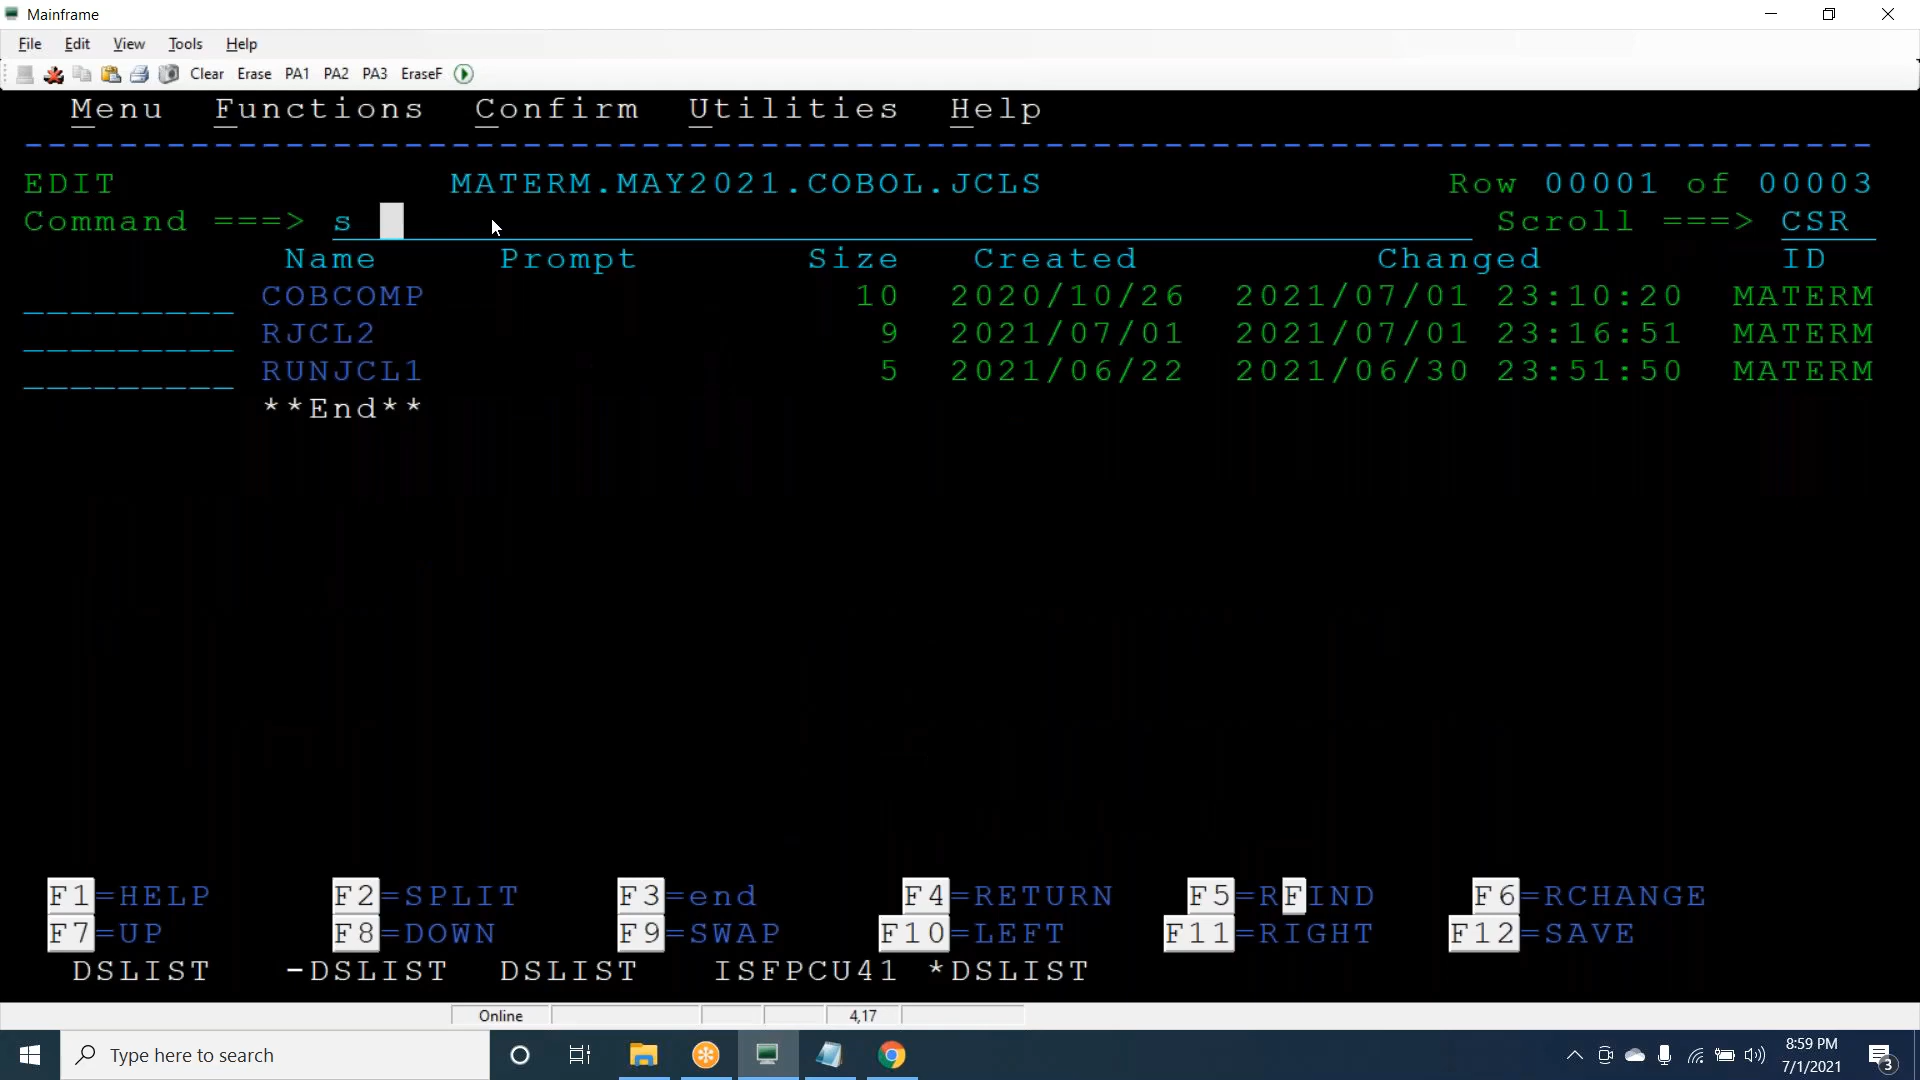 Mainframe
File Edit View Tools Help
Clear Erase PA1 PA2 PA3 EraseF
Menu Functions Confirm Utilities Help
--------------------------------------------------------------------------------
EDIT MATERM.MAY2021.COBOL.JCLS Row 00001 of 00003
Command ===> s Scroll ===> CSR
Name Prompt Size Created Changed ID
_________ COBCOMP 10 2020/10/26 2021/07/01 23:10:20 MATERM
_________ RJCL2 9 2021/07/01 2021/07/01 23:16:51 MATERM
_________ RUNJCL1 5 2021/06/22 2021/06/30 23:51:50 MATERM
**End**
F1=HELP F2=SPLIT F3=end F4=RETURN F5=RFIND F6=RCHANGE
F7=UP F8=DOWN F9=SWAP F10=LEFT F11=RIGHT F12=SAVE
DSLIST -DSLIST DSLIST ISFPCU41 *DSLIST
Online 4,17
Type here to search 8:59 PM
7/1/2021 3